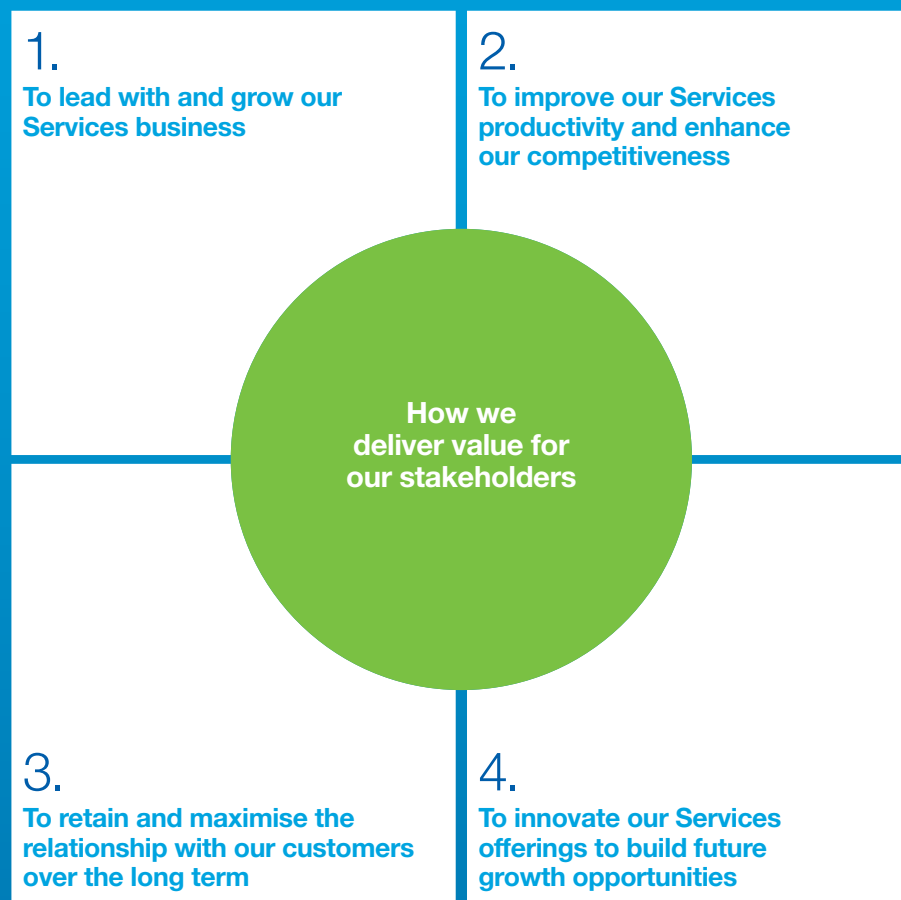 1.
To lead with and grow our
Services business
2.
To improve our Services
productivity and enhance
our competitiveness
How we
deliver value for
our stakeholders
3.
To retain and maximise the
relationship with our customers
over the long term
4.
To innovate our Services
offerings to build future
growth opportunities